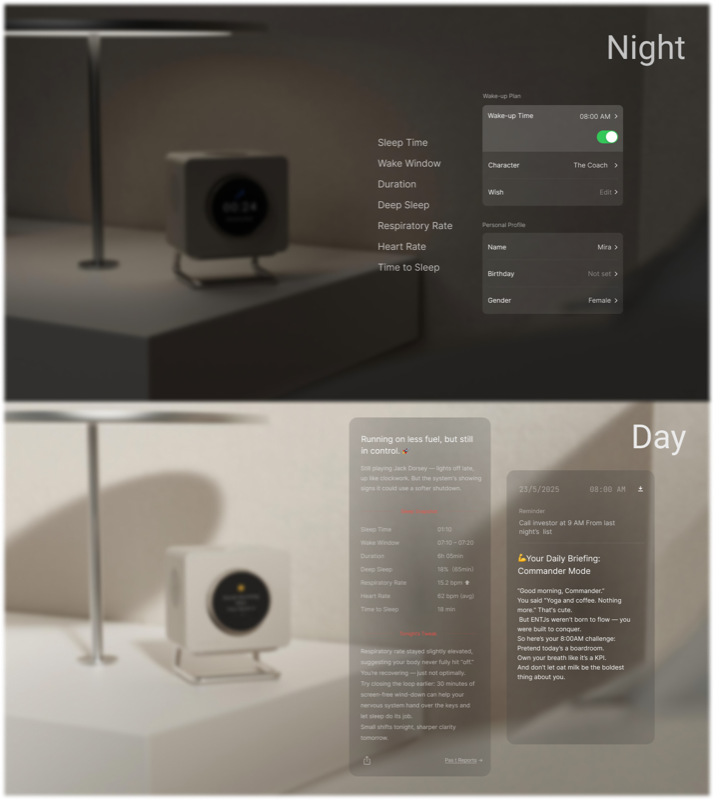 Night
00:24
Sleep Time
Wake Window
Duration
Deep Sleep
Respiratory Rate
Heart Rate
Time to Sleep
Wake-up Plan
Wake-up Time 08:00 AM >
Character The Coach >
Wish Edit >
Personal Profile
Name Mira >
Birthday Not set >
Gender Female >
Day
Running on less fuel, but still
in control. 🚀
Still playing Jack Dorsey — lights off late,
up like clockwork. But the system's showing
signs it could use a softer shutdown.
Sleep Time
Wake Window 07:10 – 07:20
Duration 6h 05min
Deep Sleep 18% (65min)
Respiratory Rate 15.2 bpm
Heart Rate 62 bpm (avg)
Time to Sleep 18 min
Respiratory rate stayed slightly elevated,
suggesting your body never fully hit "off."
You're recovering — just not optimally.
Try closing the loop earlier: 30 minutes of
screen-free wind-down can help your
nervous system hand over the keys and
let sleep do its job.
Small shifts tonight, sharper clarity
tomorrow.
23/5/2025 08:00 AM
Reminder
Call investor at 9 AM From last
night's list
💪Your Daily Briefing:
Commander Mode
"Good morning, Commander."
You said "Yoga and coffee. Nothing
more." That's cute.
But ENTJs weren't born to flow — you
were built to conquer.
So here's your 8:00AM challenge:
Pretend today's a boardroom.
Own your breath like it's a KPI.
And don't let oat milk be the boldest
thing about you.